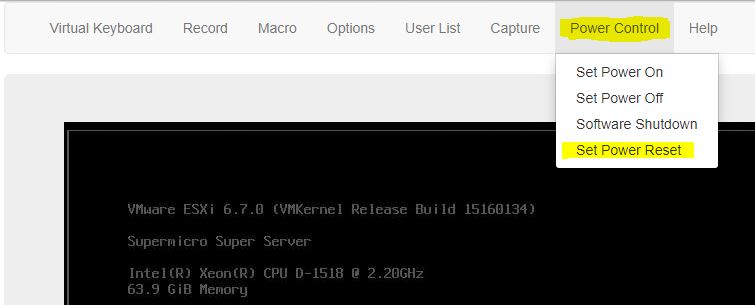 Virtual Keyboard Record Macro Options User List Capture Power Control Help
Set Power On
Set Power Off
Software Shutdown
Set Power Reset
VMware ESXi 6.7.0 (VMKernel Release Build 15160134)
Supermicro Super Server
Intel(R) Xeon(R) CPU D-1518 @ 2.20GHz
63.9 GiB Memory